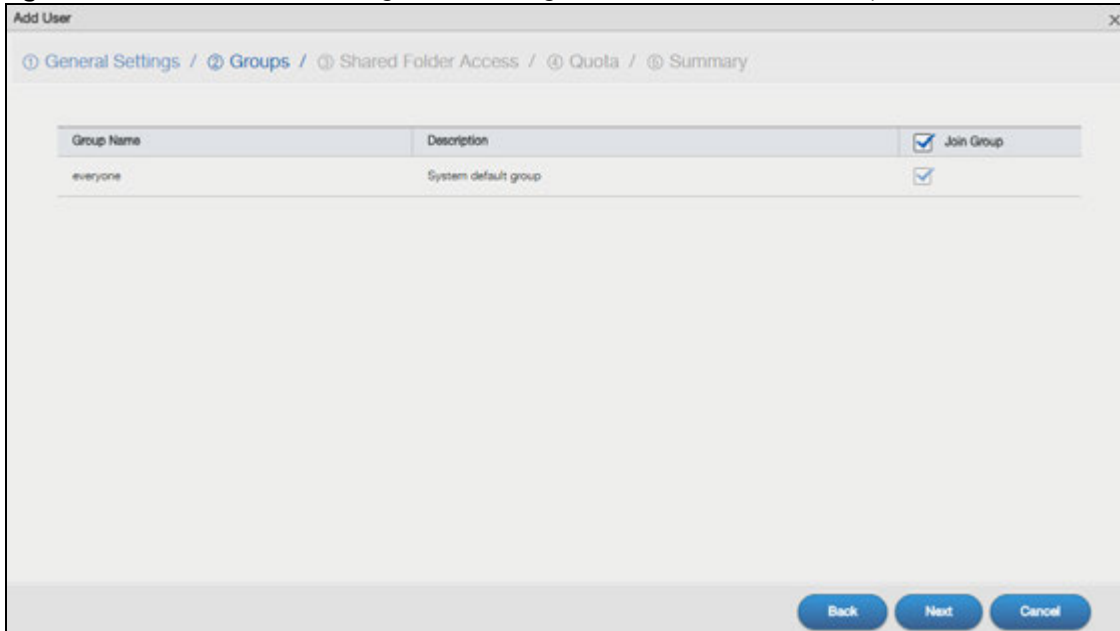 Add User
① General Settings / ② Groups / ③ Shared Folder Access / ④ Quota / ⑤ Summary
Group Name Description Join Group
everyone System default group
Back Next Cancel